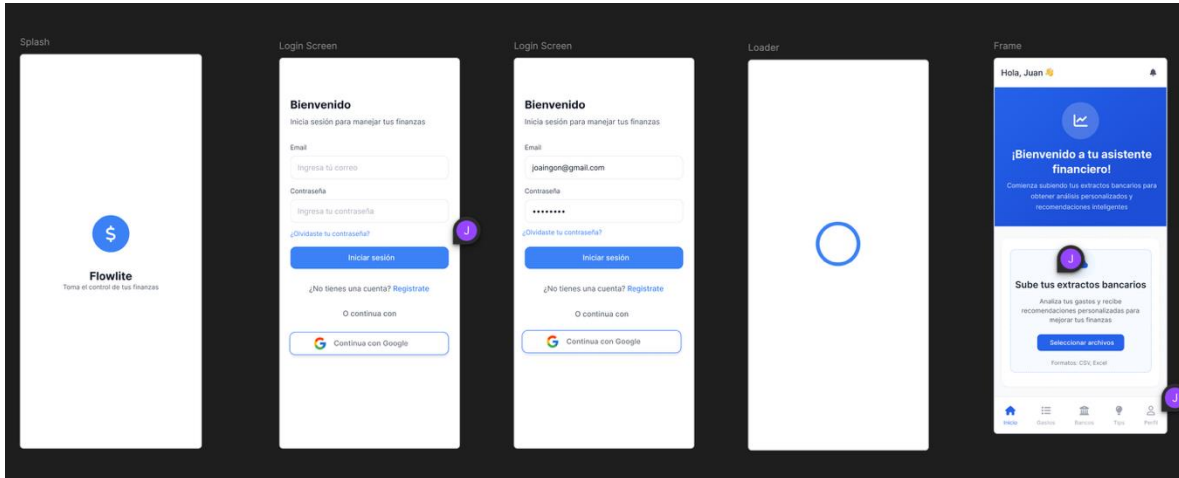 Splash
Flowlite
Toma el control de tus finanzas
Login Screen
Bienvenido
Inicia sesión para manejar tus finanzas
Email
Ingresa tú correo
Contraseña
Ingresa tu contraseña
¿Olvidaste tu contraseña?
Iniciar sesión
¿No tienes una cuenta? Registrate
O continua con
Continua con Google
J
Login Screen
Bienvenido
Inicia sesión para manejar tus finanzas
Email
joaingon@gmail.com
Contraseña
••••••••
¿Olvidaste tu contraseña?
Iniciar sesión
¿No tienes una cuenta? Registrate
O continua con
Continua con Google
Loader
Frame
Hola, Juan 👋
¡Bienvenido a tu asistente
financiero!
Comienza subiendo tus extractos bancarios para
obtener análisis personalizados y
recomendaciones inteligentes
J
Sube tus extractos bancarios
Analiza tus gastos y recibe
recomendaciones personalizadas para
mejorar tus finanzas
Seleccionar archivos
Formatos: CSV, Excel
J
Inicio Gastos Bancos Tips Perfil